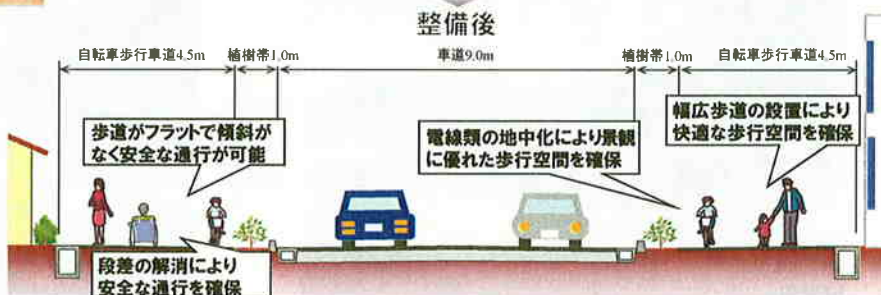 整備後
自転車歩行車道4.5m
植樹帯1.0m
車道9.0m
植樹帯1.0m
自転車歩行車道4.5m
歩道がフラットで傾斜が
なく安全な通行が可能
電線類の地中化により景観
に優れた歩行空間を確保
幅広歩道の設置により
快適な歩行空間を確保
段差の解消により
安全な通行を確保